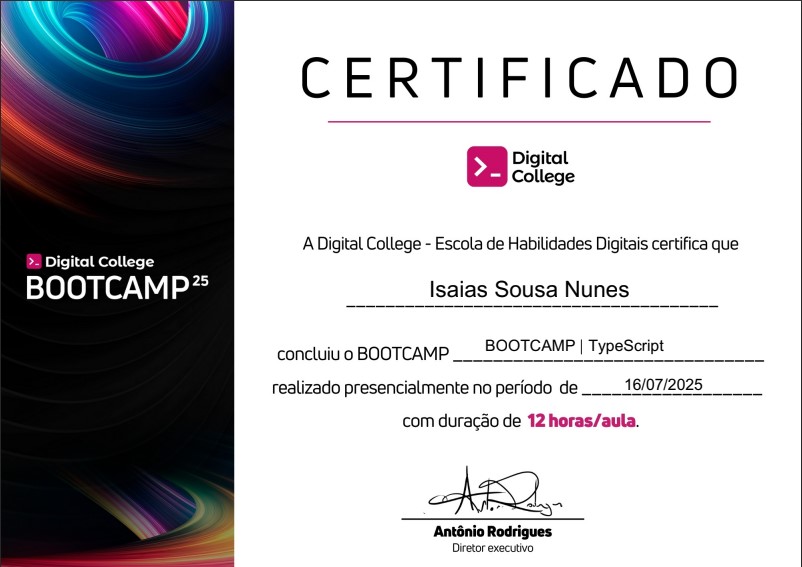 Digital College
BOOTCAMP 25
CERTIFICADO
Digital
College
A Digital College - Escola de Habilidades Digitais certifica que
Isaias Sousa Nunes
concluiu o BOOTCAMP BOOTCAMP | TypeScript
realizado presencialmente no período de 16/07/2025
com duração de 12 horas/aula.
Antônio Rodrigues
Diretor executivo